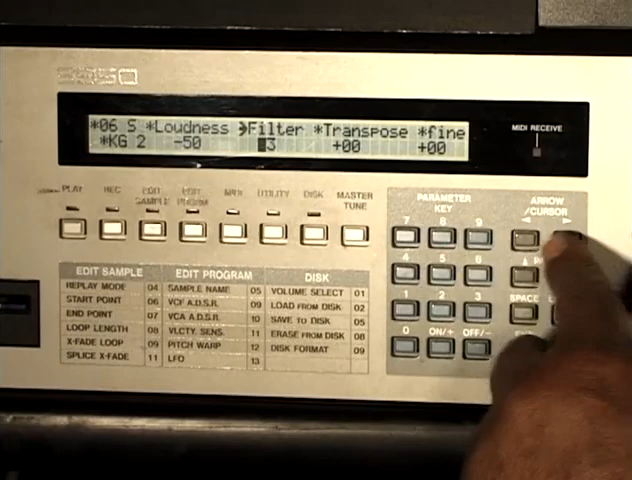 *06 S *Loudness →Filter *Transpose *fine
*KG 2 -50 3 +00 +00
MIDI RECEIVE
PLAY REC EDIT SAMPLE EDIT PROGRAM MIDI UTILITY DISK MASTER TUNE
PARAMETER KEY
ARROW /CURSOR
7 8 9
4 5 6
1 2 3 SPACE
0 ON/+ OFF/-
EDIT SAMPLE
REPLAY MODE 04
START POINT 06
END POINT 07
LOOP LENGTH 08
X-FADE LOOP 09
SPLICE X-FADE 11
EDIT PROGRAM
SAMPLE NAME 05
VCF A.D.S.R. 09
VCA A.D.S.R. 10
VLCTY SENS. 11
PITCH WARP 12
LFO 13
DISK
VOLUME SELECT 01
LOAD FROM DISK 02
SAVE TO DISK 05
ERASE FROM DISK 08
DISK FORMAT 09